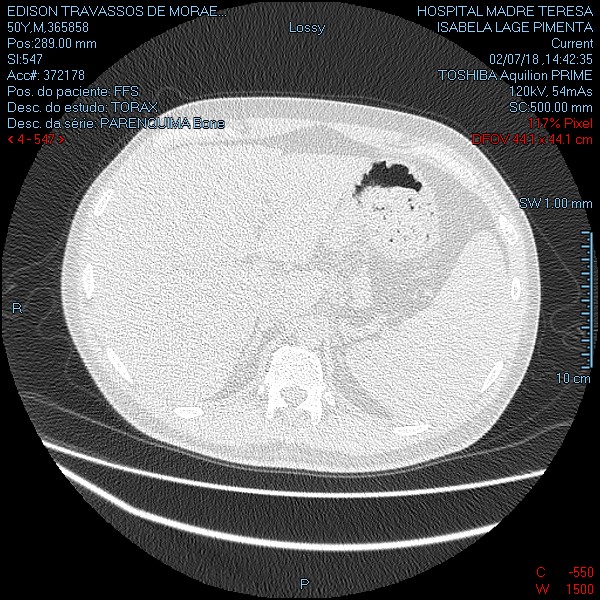 EDISON TRAVASSOS DE MORAE...
50Y,M,365858
Pos:289.00 mm
SI:547
Acc#: 372178
Pos. do paciente: FFS
Desc. do estudo: TORAX
Desc. da série: PARENQUIMA Bone
< 4 - 547 >
Lossy
HOSPITAL MADRE TERESA
ISABELA LAGE PIMENTA
Current
02/07/18 ,14:42:35
TOSHIBA Aquilion PRIME
120kV, 54mAs
SC:500.00 mm
117% Pixel
DFOV 44.1 x 44.1 cm
SW 1.00 mm
R
10 cm
P
C -550
W 1500